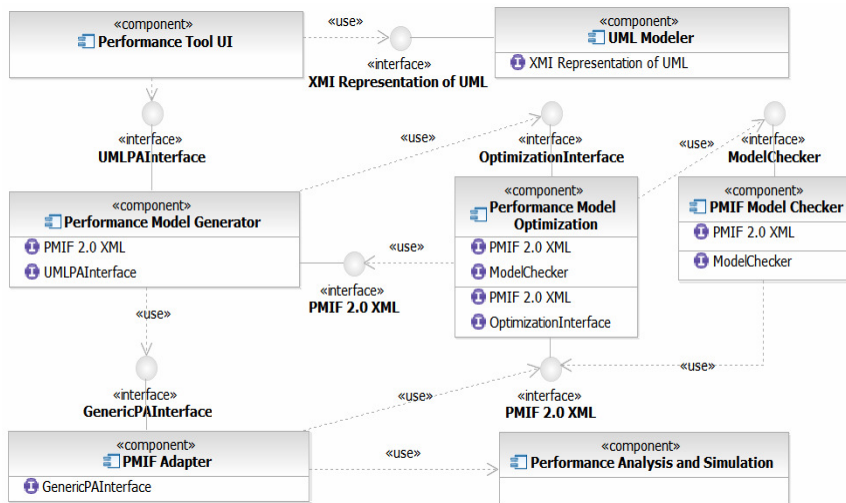 «component»
Performance Tool UI
«use»
«interface»
XMI Representation of UML
«component»
UML Modeler
XMI Representation of UML
«interface»
UMLPAInterface
«use»
«interface»
OptimizationInterface
«use»
«interface»
ModelChecker
«component»
Performance Model Generator
PMIF 2.0 XML
UMLPAInterface
«use»
«interface»
PMIF 2.0 XML
«component»
Performance Model
Optimization
PMIF 2.0 XML
ModelChecker
PMIF 2.0 XML
OptimizationInterface
«component»
PMIF Model Checker
PMIF 2.0 XML
ModelChecker
«use»
«interface»
GenericPAInterface
«use»
«interface»
PMIF 2.0 XML
«use»
«component»
PMIF Adapter
GenericPAInterface
«use»
«component»
Performance Analysis and Simulation